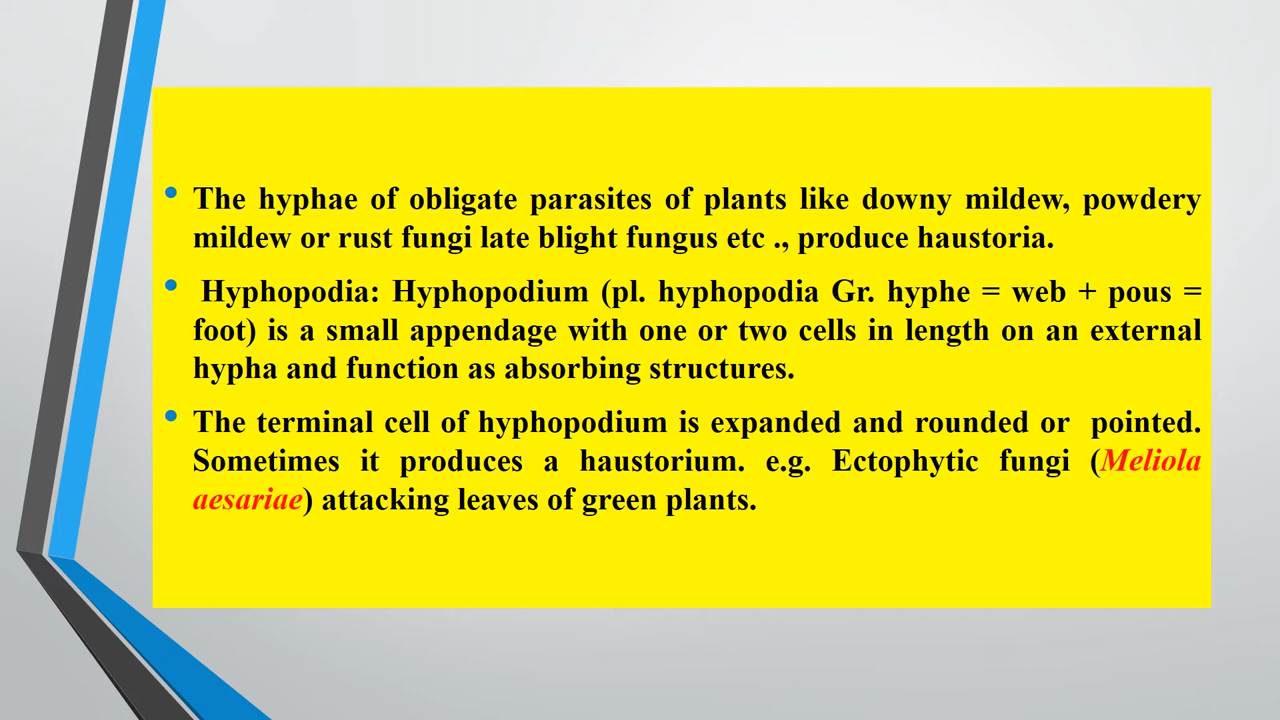 • The hyphae of obligate parasites of plants like downy mildew, powdery
mildew or rust fungi late blight fungus etc ., produce haustoria.
• Hyphopodia: Hyphopodium (pl. hyphopodia Gr. hyphe = web + pous =
foot) is a small appendage with one or two cells in length on an external
hypha and function as absorbing structures.
• The terminal cell of hyphopodium is expanded and rounded or pointed.
Sometimes it produces a haustorium. e.g. Ectophytic fungi (Meliola
aesariae) attacking leaves of green plants.